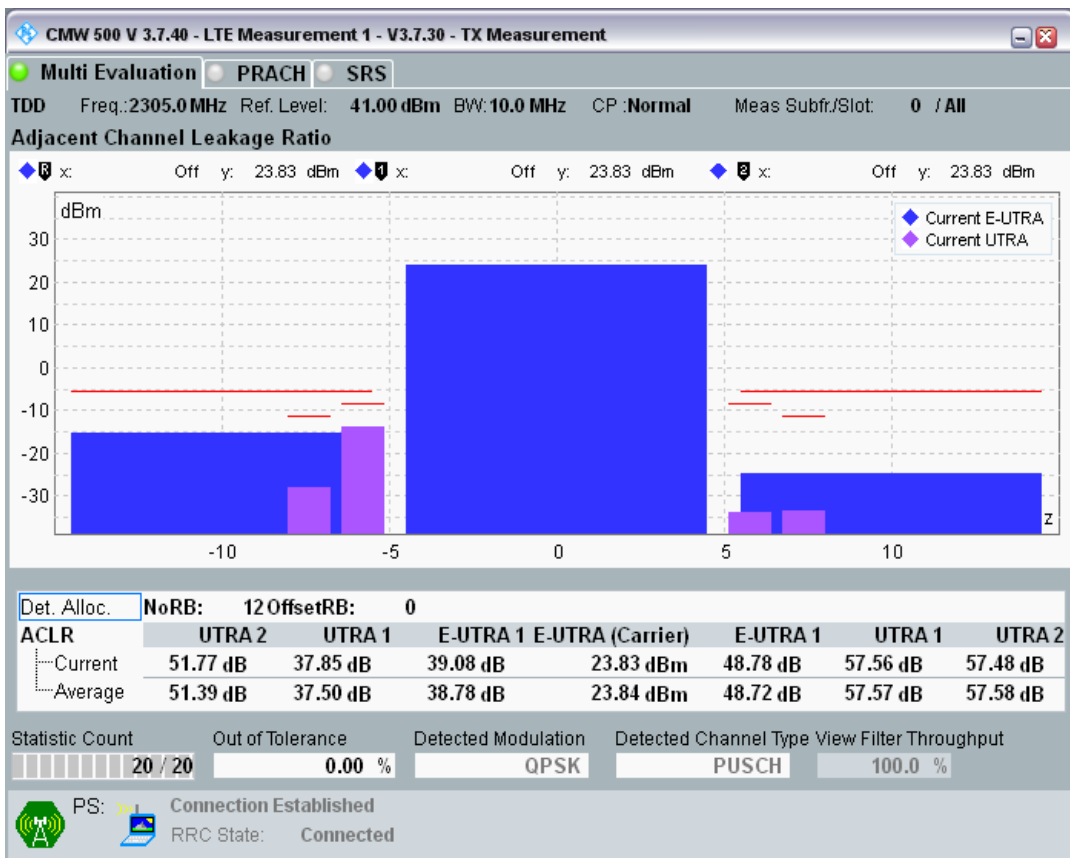 CMW 500 V 3.7.40 - LTE Measurement 1 - V3.7.30 - TX Measurement
Multi Evaluation PRACH SRS
TDD Freq.:2305.0 MHz Ref. Level: 41.00 dBm BW:10.0 MHz CP :Normal Meas Subfr./Slot: 0 / All
Adjacent Channel Leakage Ratio
R x: Off y: 23.83 dBm 1 x: Off y: 23.83 dBm 2 x: Off y: 23.83 dBm
dBm
Current E-UTRA
Current UTRA
30
20
10
0
-10
-20
-30
z
-10 -5 0 5 10
Det. Alloc. NoRB: 12 OffsetRB: 0
ACLR UTRA 2 UTRA 1 E-UTRA 1 E-UTRA (Carrier) E-UTRA 1 UTRA 1 UTRA 2
Current 51.77 dB 37.85 dB 39.08 dB 23.83 dBm 48.78 dB 57.56 dB 57.48 dB
Average 51.39 dB 37.50 dB 38.78 dB 23.84 dBm 48.72 dB 57.57 dB 57.58 dB
Statistic Count Out of Tolerance Detected Modulation Detected Channel Type View Filter Throughput
20 / 20 0.00 % QPSK PUSCH 100.0 %
PS: Connection Established
RRC State: Connected